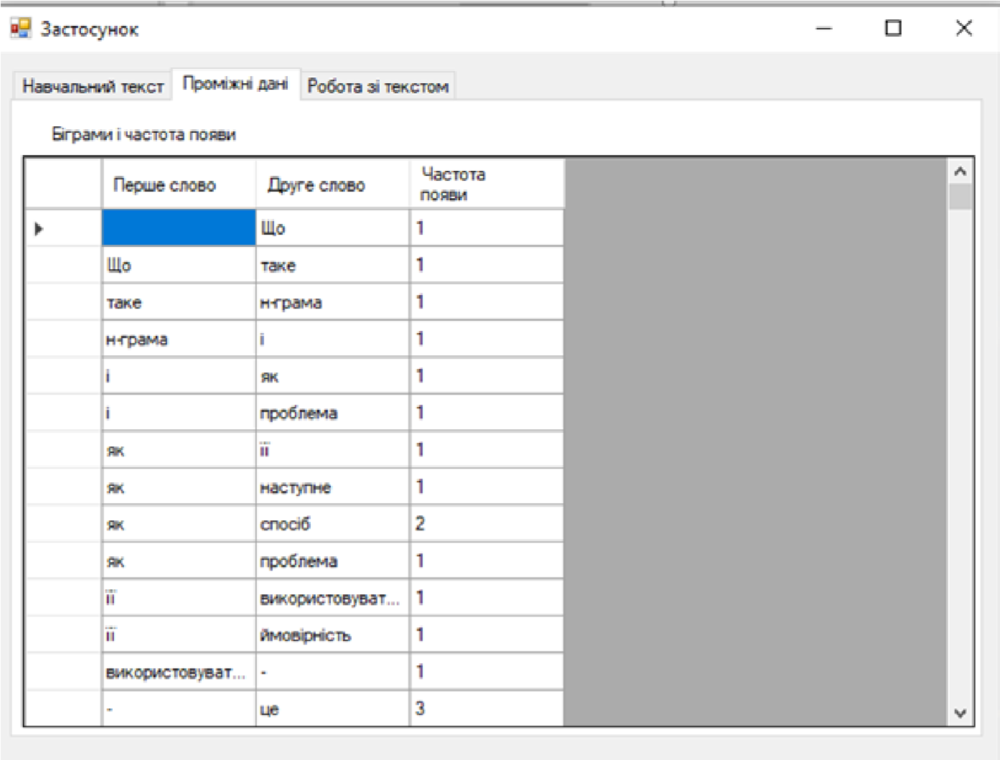 Застосунок
Навчальний текст Проміжні дані Робота зі текстом
Біграми і частота появи
Перше слово Друге слово Частота появи
Що 1
Що таке 1
таке н-грама 1
н-грама і 1
і як 1
і проблема 1
як її 1
як наступне 1
як спосіб 2
як проблема 1
її використовуват... 1
її ймовірність 1
використовуват... - 1
- це 3